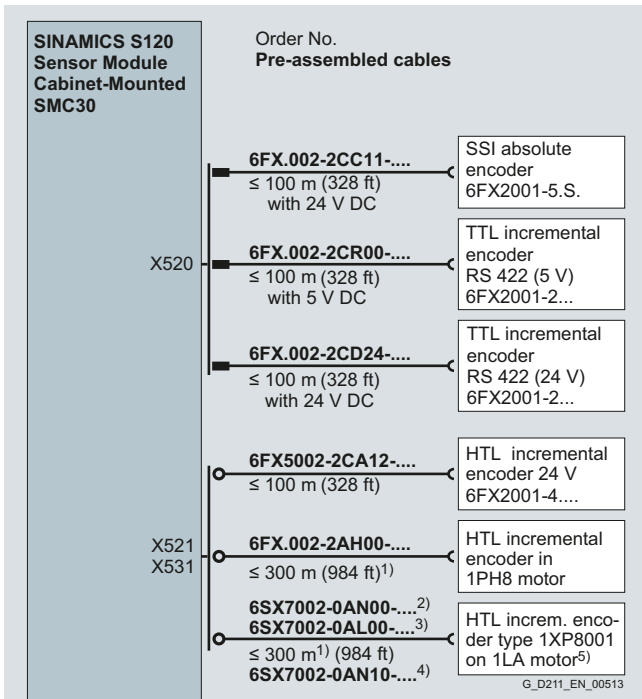 SINAMICS S120
Sensor Module
Cabinet-Mounted
SMC30
Order No.
Pre-assembled cables
X520
6FX.002-2CC11-....
≤ 100 m (328 ft)
with 24 V DC
SSI absolute
encoder
6FX2001-5.S.
6FX.002-2CR00-....
≤ 100 m (328 ft)
with 5 V DC
TTL incremental
encoder
RS 422 (5 V)
6FX2001-2...
6FX.002-2CD24-....
≤ 100 m (328 ft)
with 24 V DC
TTL incremental
encoder
RS 422 (24 V)
6FX2001-2...
X521
X531
6FX5002-2CA12-....
≤ 100 m (328 ft)
HTL incremental
encoder 24 V
6FX2001-4....
6FX.002-2AH00-....
≤ 300 m (984 ft)1)
HTL incremental
encoder in
1PH8 motor
6SX7002-0AN00-....2)
6SX7002-0AL00-....3)
≤ 300 m1) (984 ft)
6SX7002-0AN10-....4)
HTL increm. enco-
der type 1XP8001
on 1LA motor5)
G_D211_EN_00513